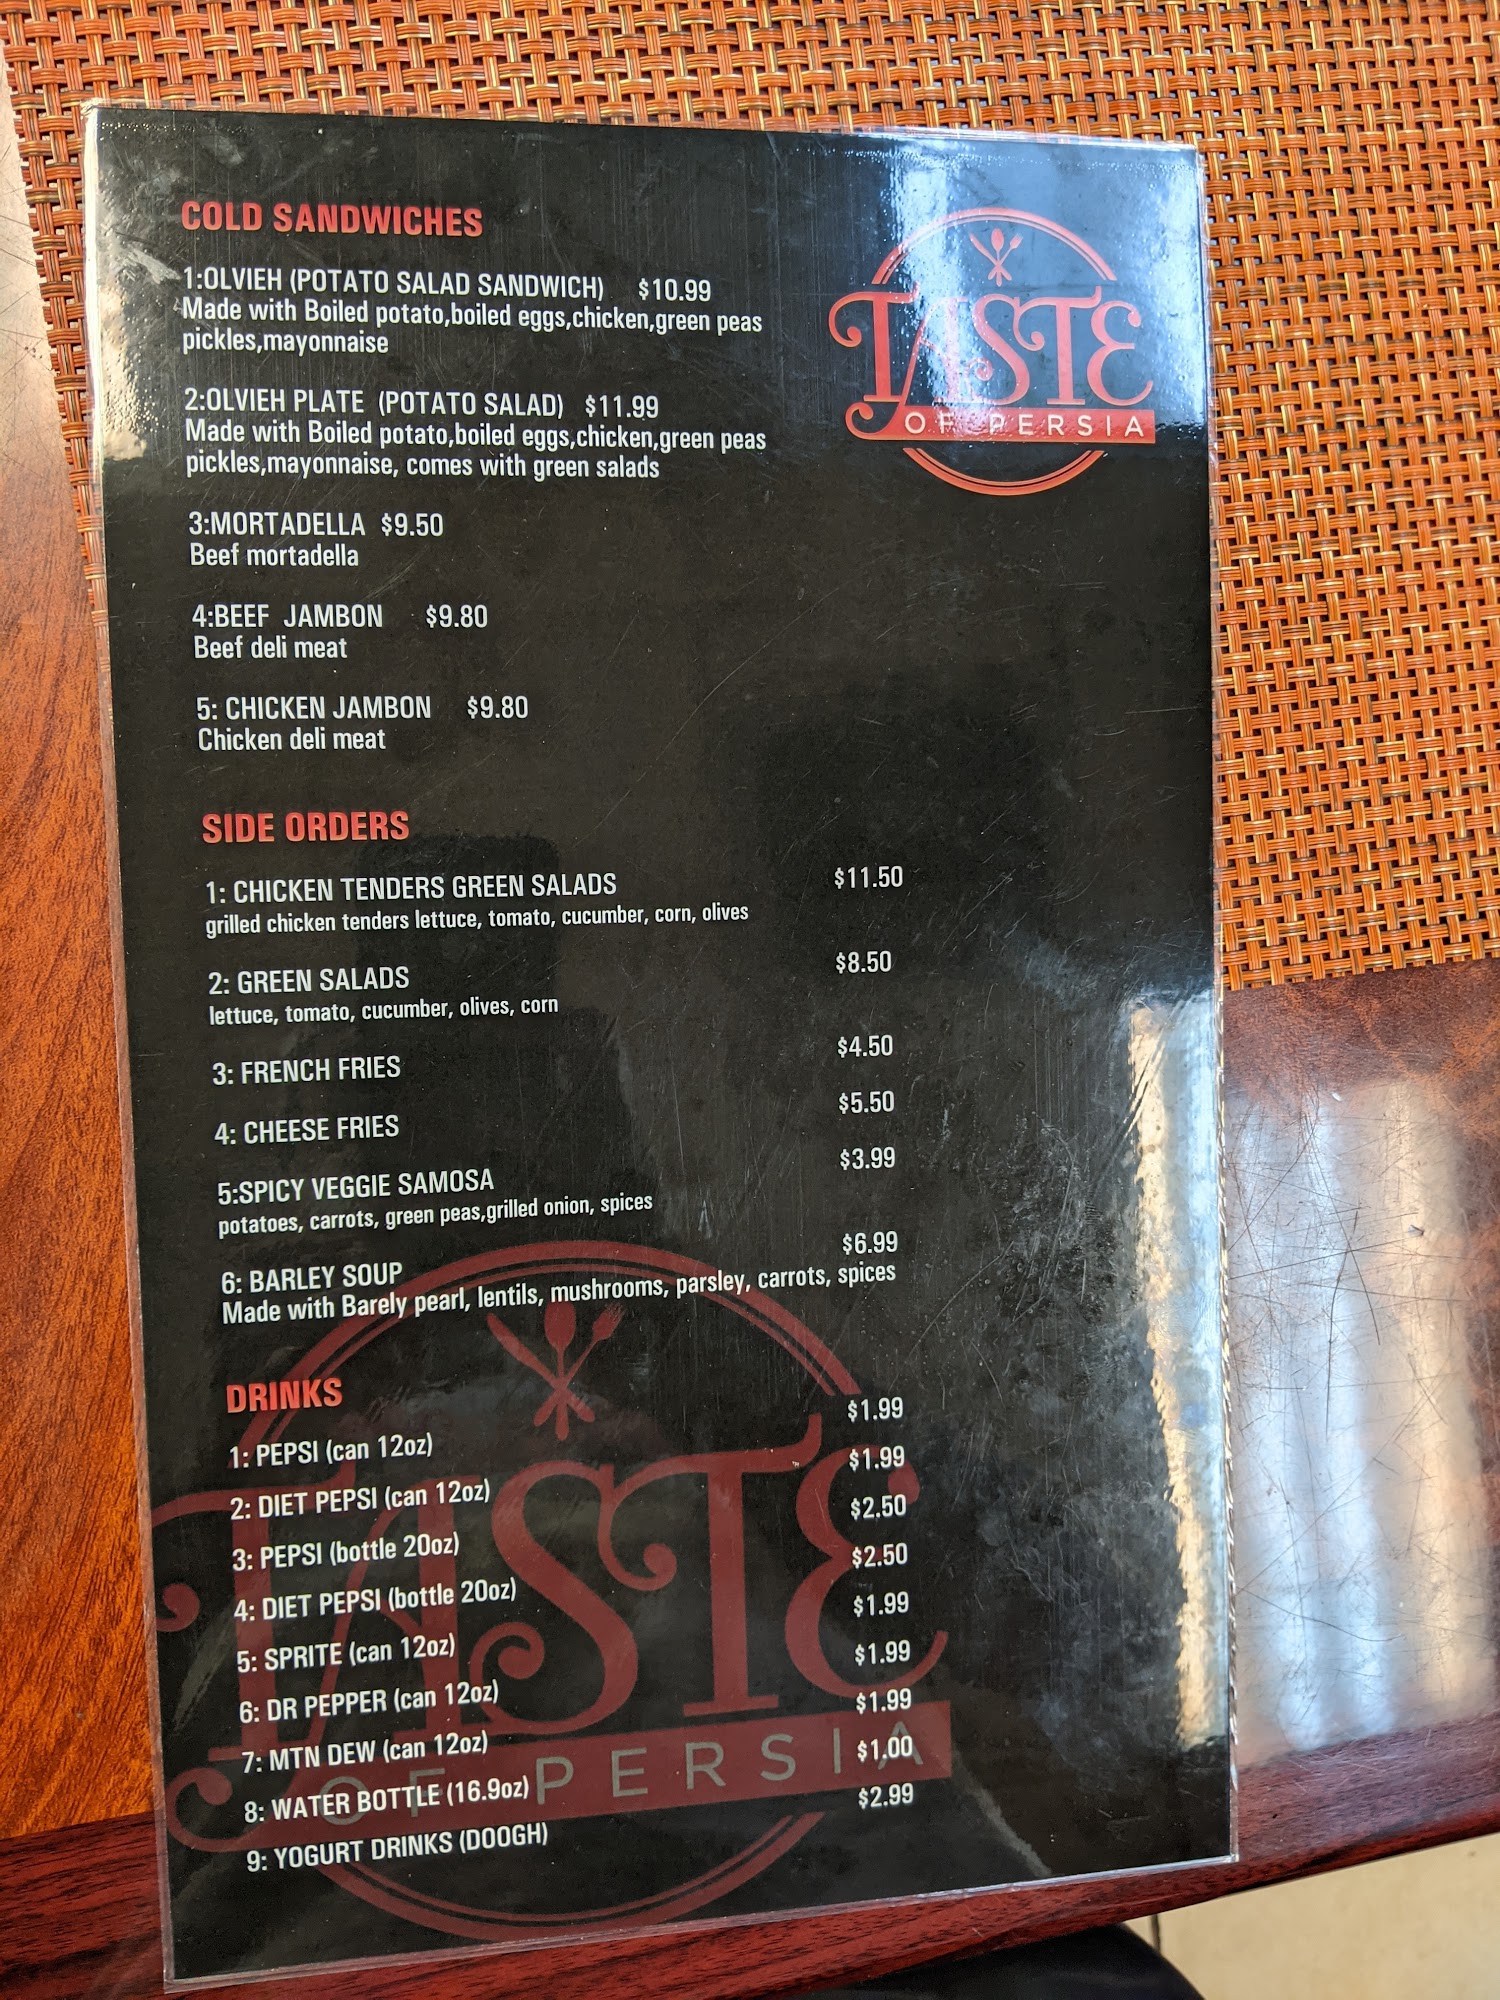 COLD SANDWICHES
TASTE
OF PERSIA
1:OLVIEH (POTATO SALAD SANDWICH) $10.99
Made with Boiled potato,boiled eggs,chicken,green peas
pickles,mayonnaise
2:OLVIEH PLATE (POTATO SALAD) $11.99
Made with Boiled potato,boiled eggs,chicken,green peas
pickles,mayonnaise, comes with green salads
3:MORTADELLA $9.50
Beef mortadella
4:BEEF JAMBON $9.80
Beef deli meat
5: CHICKEN JAMBON $9.80
Chicken deli meat
SIDE ORDERS
1: CHICKEN TENDERS GREEN SALADS $11.50
grilled chicken tenders lettuce, tomato, cucumber, corn, olives
2: GREEN SALADS $8.50
lettuce, tomato, cucumber, olives, corn
3: FRENCH FRIES $4.50
4: CHEESE FRIES $5.50
5:SPICY VEGGIE SAMOSA $3.99
potatoes, carrots, green peas,grilled onion, spices
6: BARLEY SOUP $6.99
Made with Barely pearl, lentils, mushrooms, parsley, carrots, spices
DRINKS
1: PEPSI (can 12oz) $1.99
2: DIET PEPSI (can 12oz) $1.99
3: PEPSI (bottle 20oz) $2.50
4: DIET PEPSI (bottle 20oz) $2.50
5: SPRITE (can 12oz) $1.99
6: DR PEPPER (can 12oz) $1.99
7: MTN DEW (can 12oz) $1.99
8: WATER BOTTLE (16.9oz) $1.00
9: YOGURT DRINKS (DOOGH) $2.99
TASTE
OF PERSIA